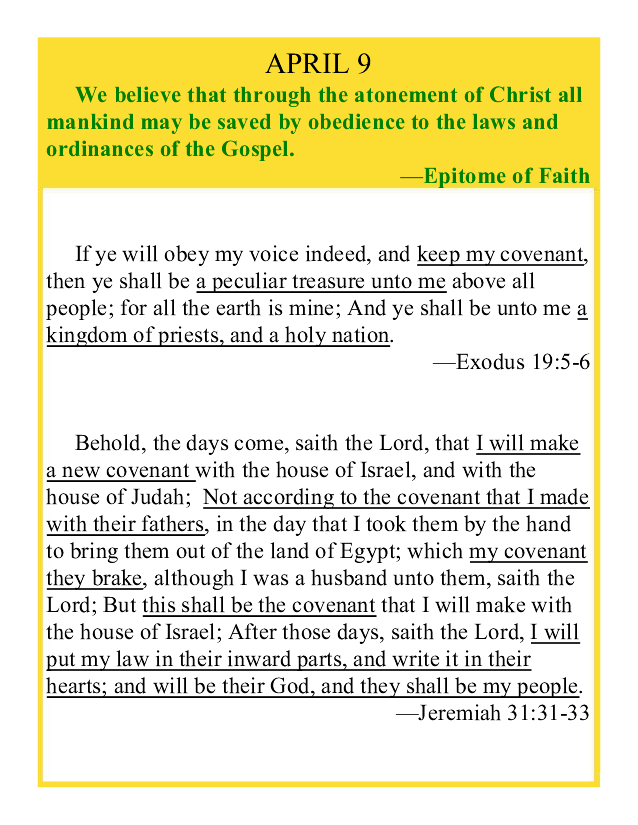 APRIL 9
We believe that through the atonement of Christ all
mankind may be saved by obedience to the laws and
ordinances of the Gospel.
—Epitome of Faith
If ye will obey my voice indeed, and keep my covenant,
then ye shall be a peculiar treasure unto me above all
people; for all the earth is mine; And ye shall be unto me a
kingdom of priests, and a holy nation.
—Exodus 19:5-6
Behold, the days come, saith the Lord, that I will make
a new covenant with the house of Israel, and with the
house of Judah;  Not according to the covenant that I made
with their fathers, in the day that I took them by the hand
to bring them out of the land of Egypt; which my covenant
they brake, although I was a husband unto them, saith the
Lord; But this shall be the covenant that I will make with
the house of Israel; After those days, saith the Lord, I will
put my law in their inward parts, and write it in their
hearts; and will be their God, and they shall be my people.
—Jeremiah 31:31-33